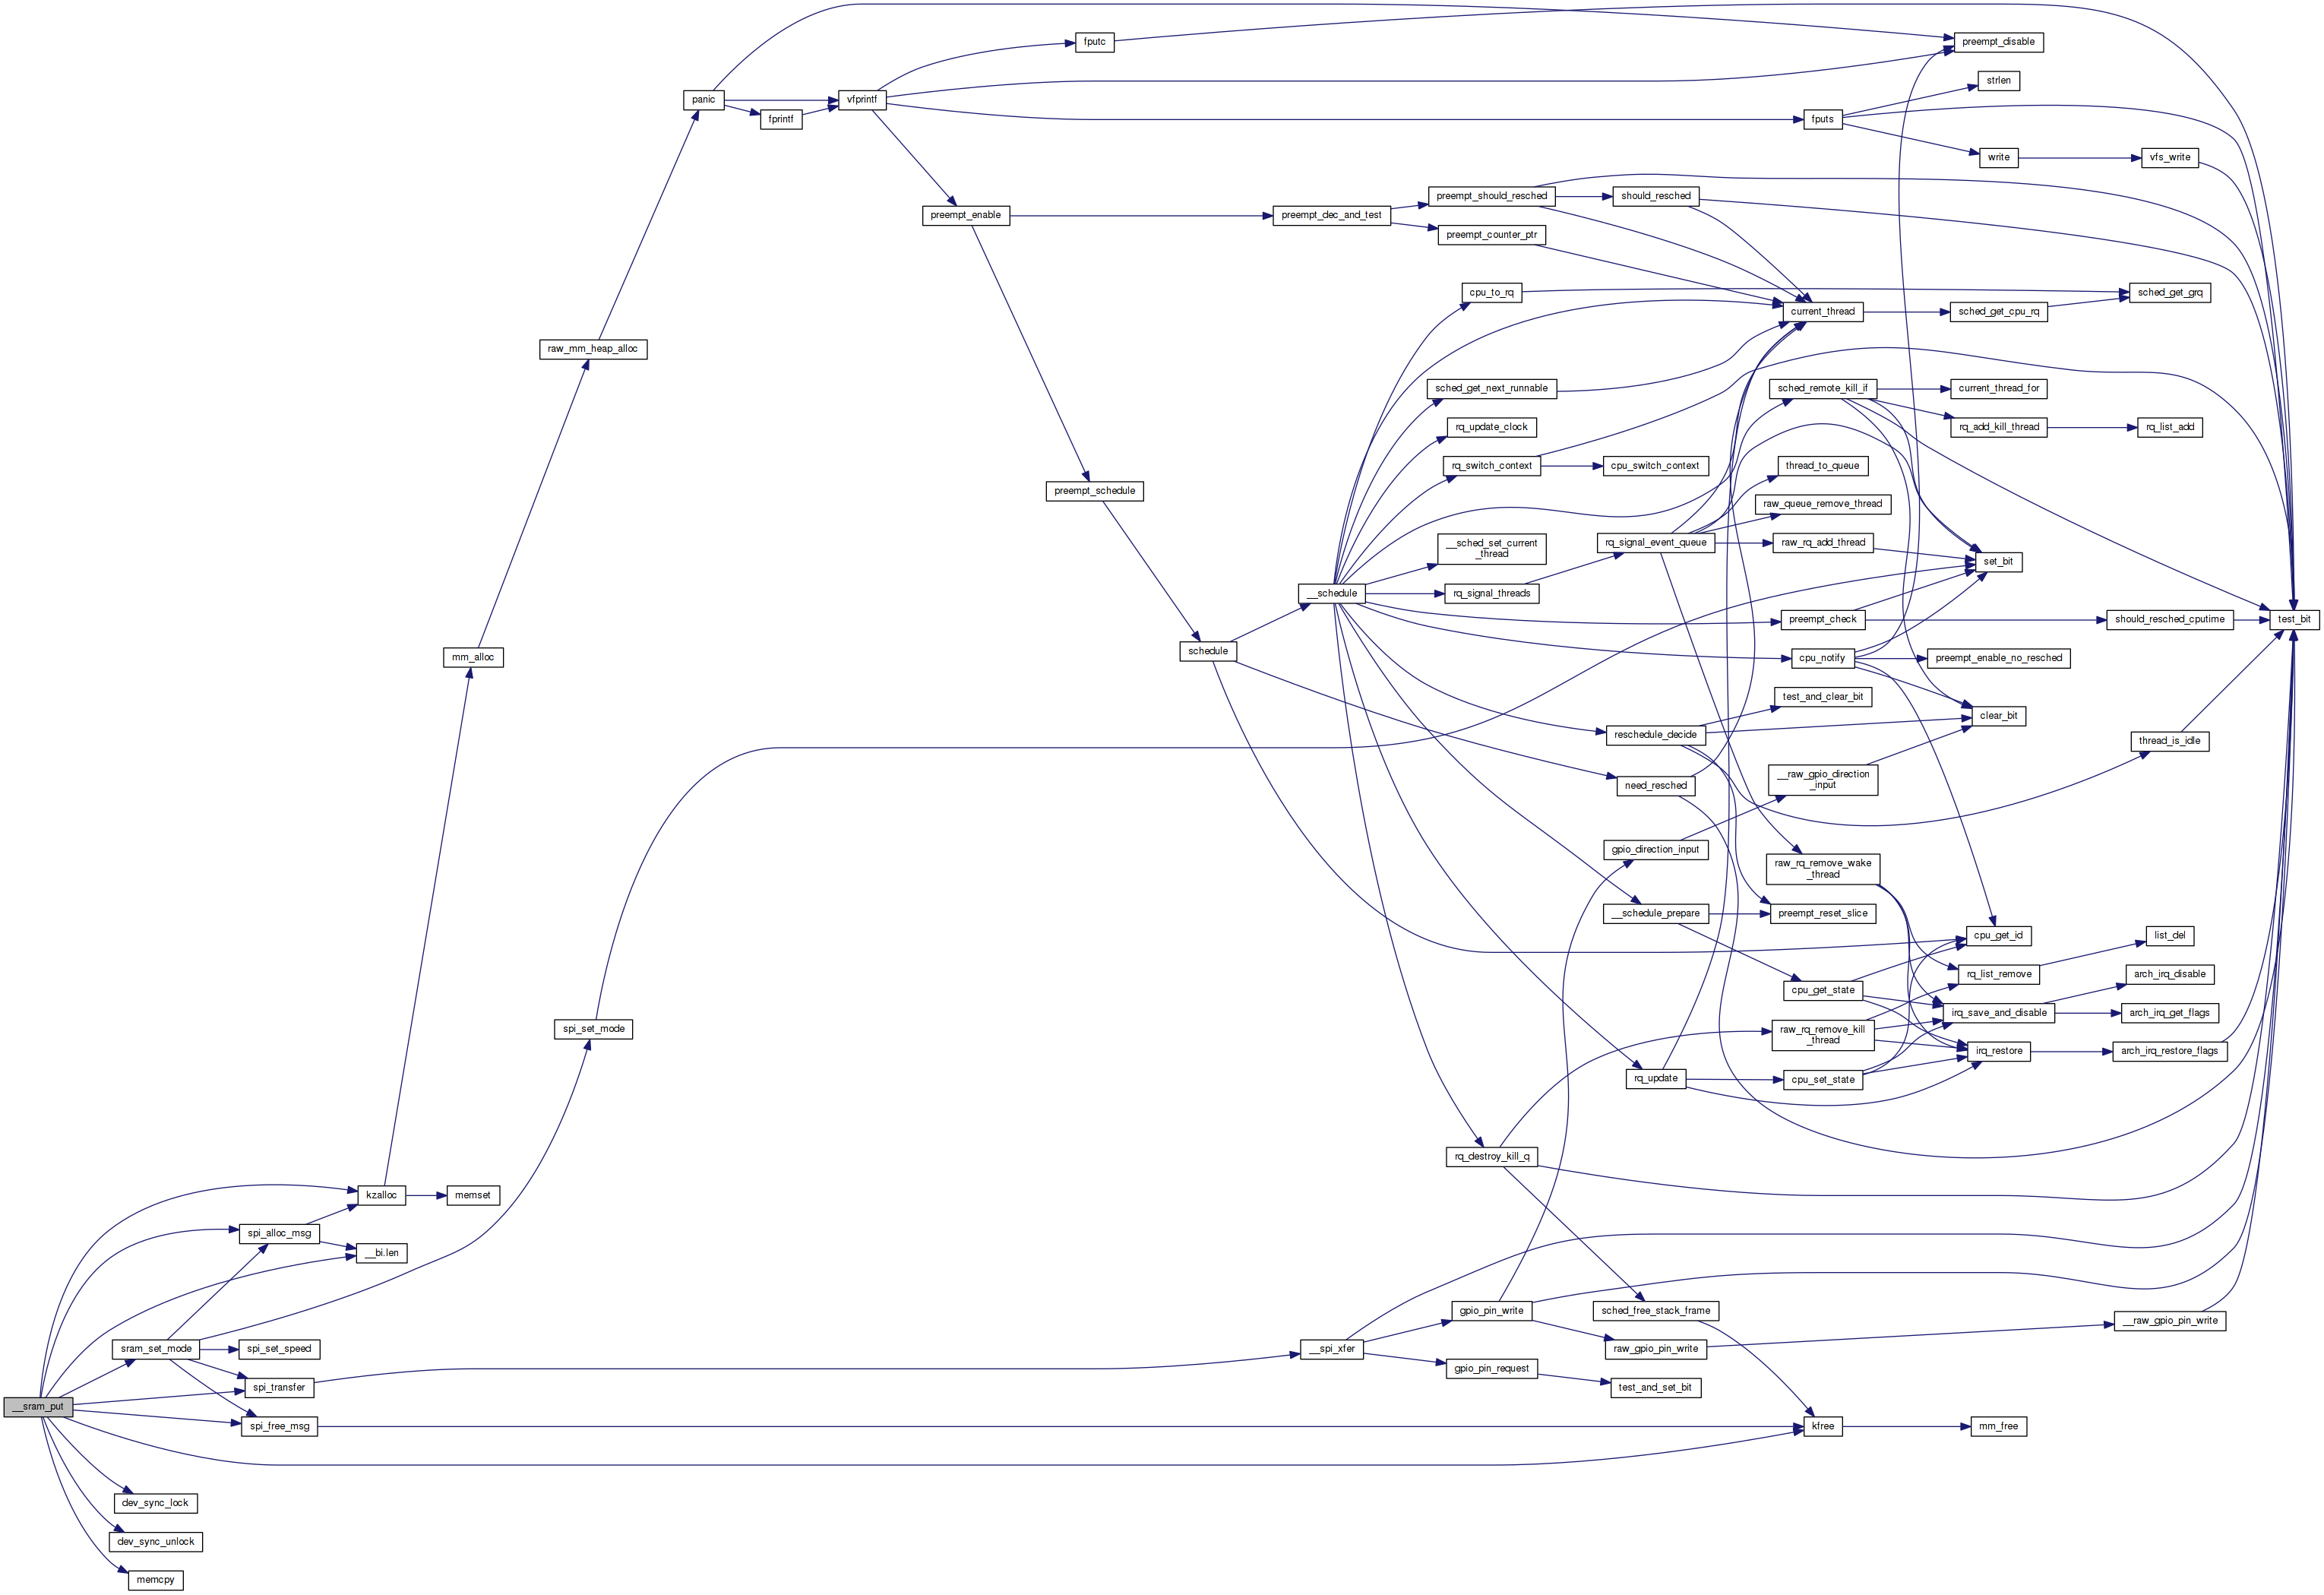 fputc
preempt_disable
strlen
panic
vfprintf
fprintf
fputs
write
vfs_write
preempt_should_resched
should_resched
preempt_enable
preempt_dec_and_test
preempt_counter_ptr
cpu_to_rq
sched_get_grq
current_thread
sched_get_cpu_rq
raw_mm_heap_alloc
sched_get_next_runnable
sched_remote_kill_if
current_thread_for
rq_update_clock
rq_add_kill_thread
rq_list_add
rq_switch_context
cpu_switch_context
thread_to_queue
preempt_schedule
raw_queue_remove_thread
__sched_set_current
_thread
rq_signal_event_queue
raw_rq_add_thread
set_bit
__schedule
rq_signal_threads
preempt_check
should_resched_cputime
test_bit
schedule
mm_alloc
cpu_notify
preempt_enable_no_resched
test_and_clear_bit
clear_bit
reschedule_decide
thread_is_idle
__raw_gpio_direction
_input
need_resched
gpio_direction_input
raw_rq_remove_wake
_thread
__schedule_prepare
preempt_reset_slice
cpu_get_id
list_del
rq_list_remove
arch_irq_disable
cpu_get_state
irq_save_and_disable
arch_irq_get_flags
spi_set_mode
raw_rq_remove_kill
_thread
irq_restore
arch_irq_restore_flags
rq_update
cpu_set_state
rq_destroy_kill_q
kzalloc
memset
spi_alloc_msg
__bi.len
gpio_pin_write
sched_free_stack_frame
__raw_gpio_pin_write
sram_set_mode
spi_set_speed
__spi_xfer
raw_gpio_pin_write
gpio_pin_request
spi_transfer
test_and_set_bit
__sram_put
spi_free_msg
kfree
mm_free
dev_sync_lock
dev_sync_unlock
memcpy